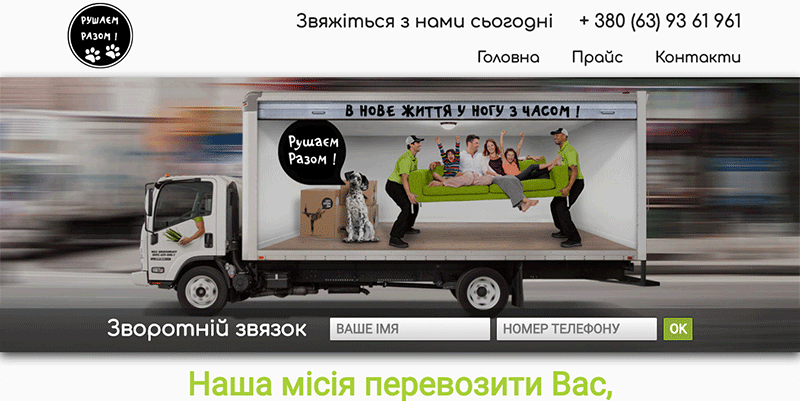 РУШАЄМ
РАЗОМ !
Звяжіться з нами сьогодні + 380 (63) 93 61 961
Головна Прайс Контакти
В НОВЕ ЖИТТЯ У НОГУ З ЧАСОМ !
Рушаєм
Разом !
Зворотній звязок ВАШЕ ІМЯ НОМЕР ТЕЛЕФОНУ OK
Наша місія перевозити Вас,